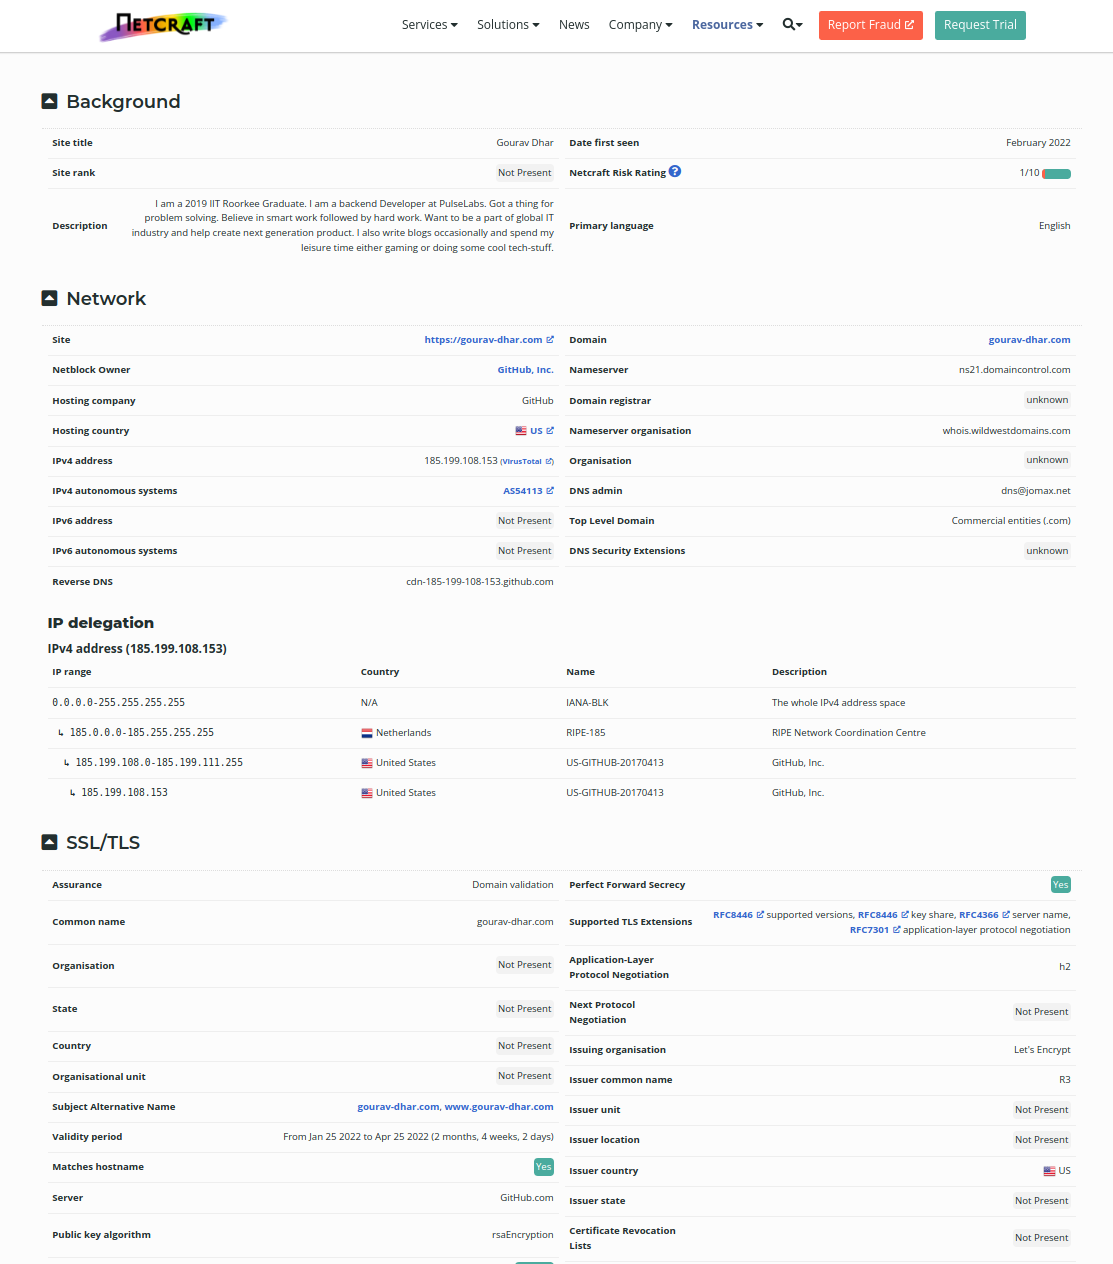 NETCRAFT
Services Solutions News Company Resources Report Fraud Request Trial
Background
Site title Gourav Dhar Date first seen February 2022
Site rank Not Present Netcraft Risk Rating 1/10
I am a 2019 IIT Roorkee Graduate. I am a backend Developer at PulseLabs. Got a thing for
problem solving. Believe in smart work followed by hard work. Want to be a part of global IT
Description industry and help create next generation product. I also write blogs occasionally and spend my Primary language English
leisure time either gaming or doing some cool tech-stuff.
Network
Site https://gourav-dhar.com Domain gourav-dhar.com
Netblock Owner GitHub, Inc. Nameserver ns21.domaincontrol.com
Hosting company GitHub Domain registrar unknown
Hosting country US Nameserver organisation whois.wildwestdomains.com
IPv4 address 185.199.108.153 (VirusTotal) Organisation unknown
IPv4 autonomous systems AS54113 DNS admin dns@jomax.net
IPv6 address Not Present Top Level Domain Commercial entities (.com)
IPv6 autonomous systems Not Present DNS Security Extensions unknown
Reverse DNS cdn-185-199-108-153.github.com
IP delegation
IPv4 address (185.199.108.153)
IP range Country Name Description
0.0.0.0-255.255.255.255 N/A IANA-BLK The whole IPv4 address space
↳ 185.0.0.0-185.255.255.255 Netherlands RIPE-185 RIPE Network Coordination Centre
↳ 185.199.108.0-185.199.111.255 United States US-GITHUB-20170413 GitHub, Inc.
↳ 185.199.108.153 United States US-GITHUB-20170413 GitHub, Inc.
SSL/TLS
Assurance Domain validation
Common name gourav-dhar.com
Organisation Not Present
State Not Present
Country Not Present
Organisational unit Not Present
Subject Alternative Name gourav-dhar.com, www.gourav-dhar.com
Validity period From Jan 25 2022 to Apr 25 2022 (2 months, 4 weeks, 2 days)
Matches hostname Yes
Server GitHub.com
Public key algorithm rsaEncryption
Perfect Forward Secrecy Yes
Supported TLS Extensions RFC8446 supported versions, RFC8446 key share, RFC4366 server name,
RFC7301 application-layer protocol negotiation
Application-Layer
Protocol Negotiation h2
Next Protocol
Negotiation Not Present
Issuing organisation Let's Encrypt
Issuer common name R3
Issuer unit Not Present
Issuer location Not Present
Issuer country US
Issuer state Not Present
Certificate Revocation
Lists Not Present